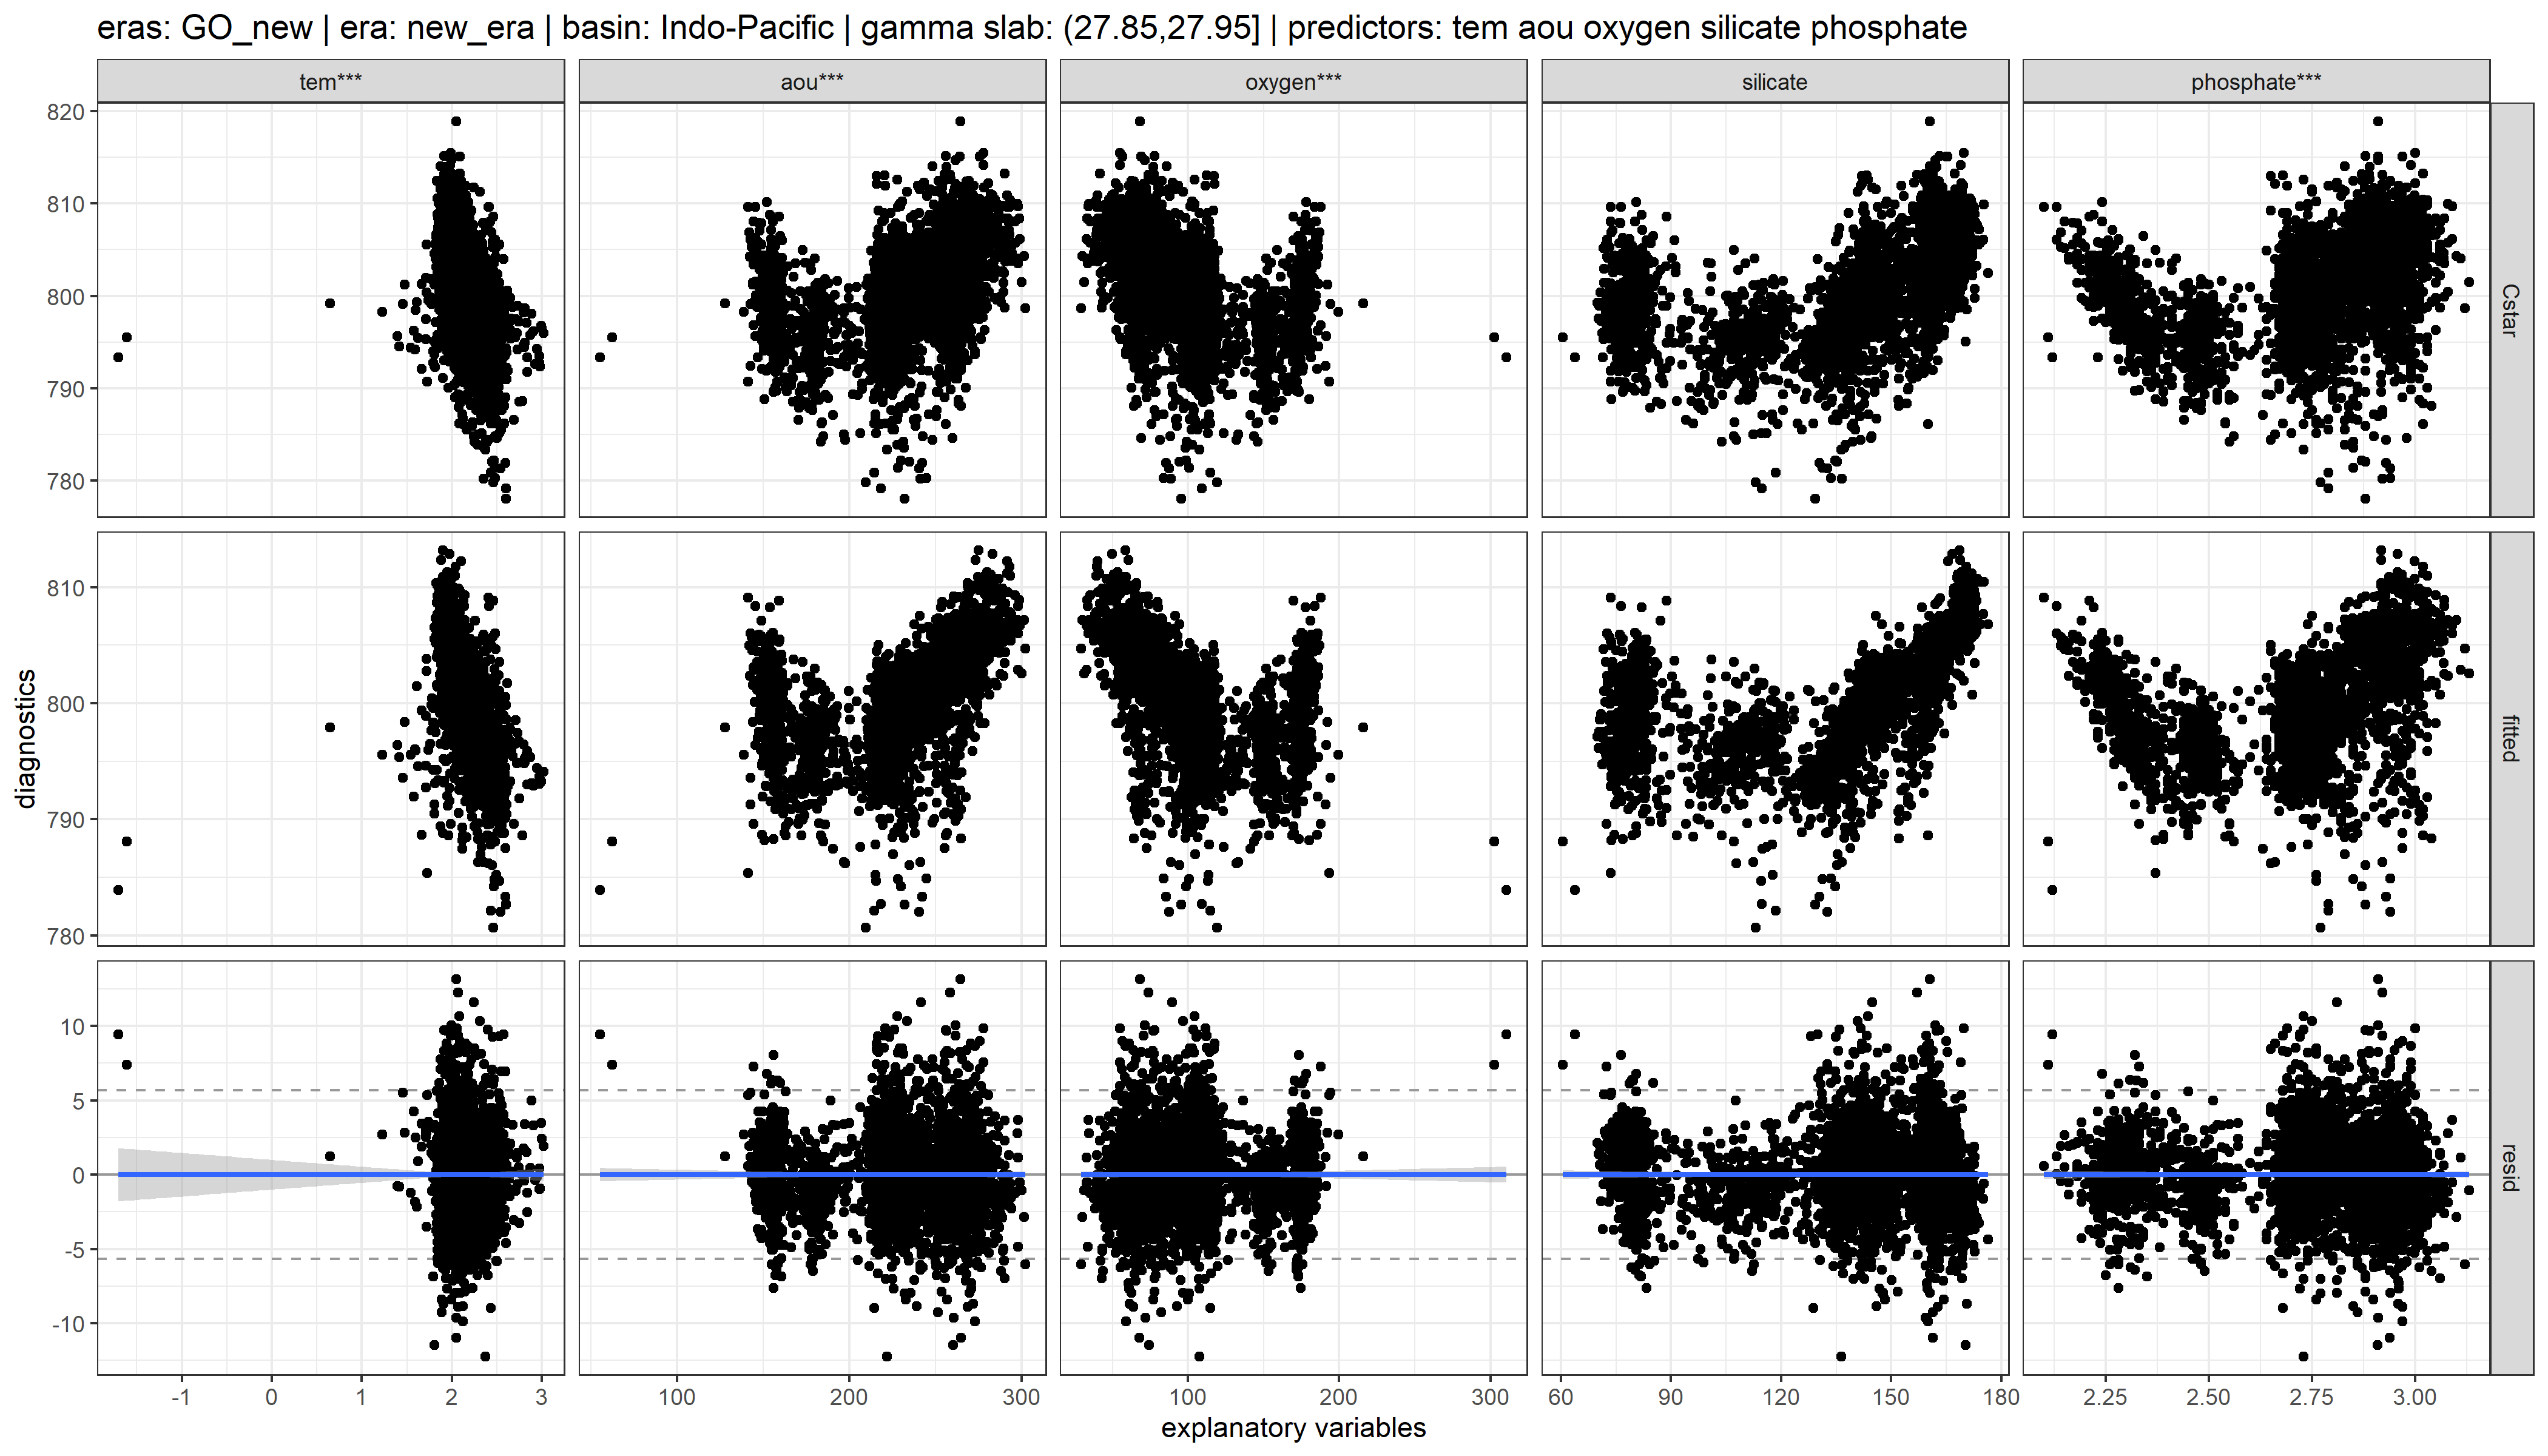 eras: GO_new | era: new_era | basin: Indo-Pacific | gamma slab: (27.85,27.95] | predictors: tem aou oxygen silicate phosphate
tem*** aou*** oxygen*** silicate phosphate***
820
810
800
790
780
Cstar
810
800
790
780
fitted
diagnostics
10
5
0
-5
-10
resid
-1 0 1 2 3 100 200 300 100 200 300 60 90 120 150 180 2.25 2.50 2.75 3.00
explanatory variables